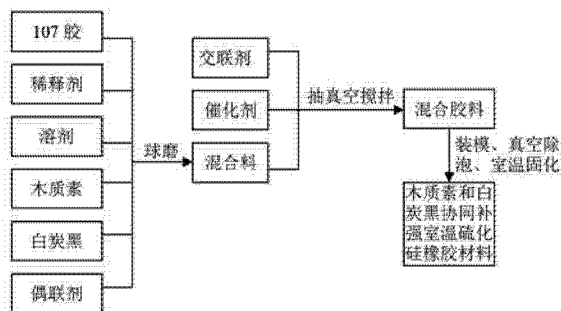 107 胶
稀释剂
溶剂
木质素
白炭黑
偶联剂
球磨
交联剂
催化剂
混合料
抽真空搅拌
混合胶料
装模、真空除
泡、室温固化
木质素和白
炭黑协同补
强室温硫化
硅橡胶材料